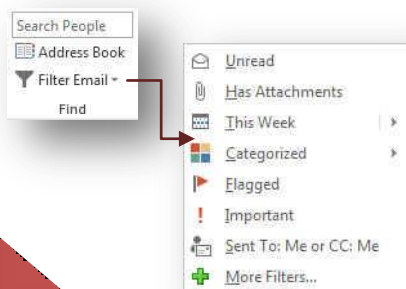 Search People
Address Book
Filter Email
Find
Unread
Has Attachments
This Week
Categorized
Flagged
Important
Sent To: Me or CC: Me
More Filters...